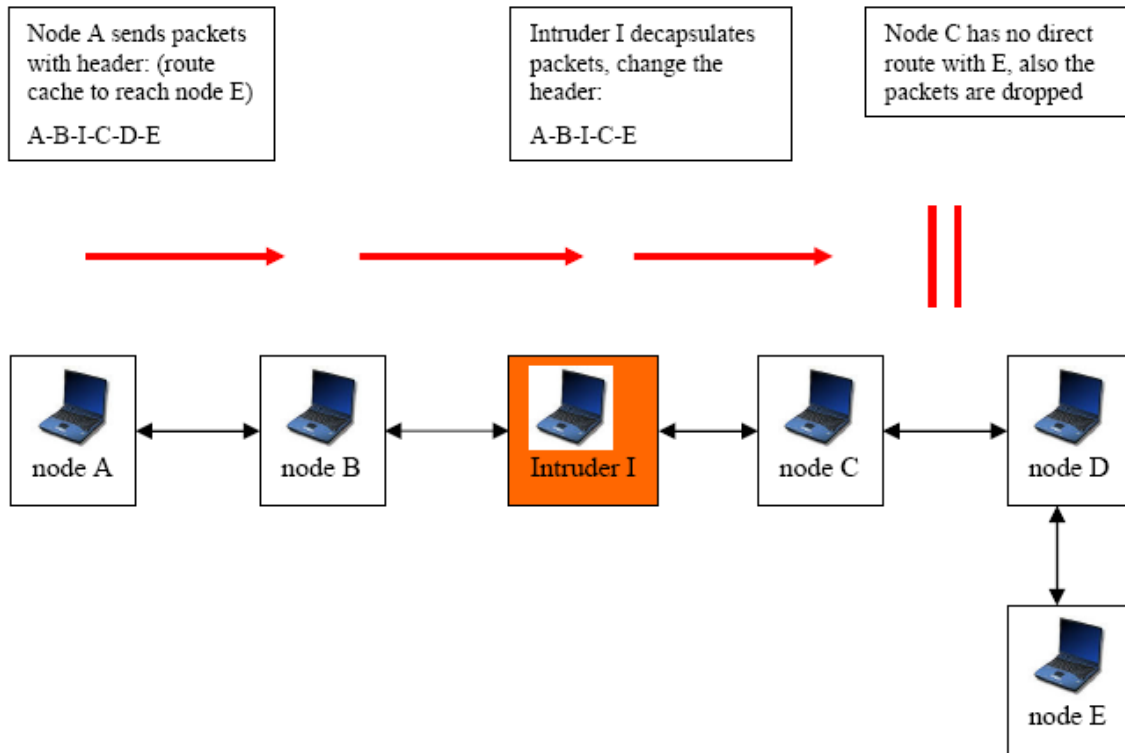 Node A sends packets
with header: (route
cache to reach node E)
A-B-I-C-D-E
Intruder I decapsulates
packets, change the
header:
A-B-I-C-E
Node C has no direct
route with E, also the
packets are dropped
node A
node B
Intruder I
node C
node D
node E